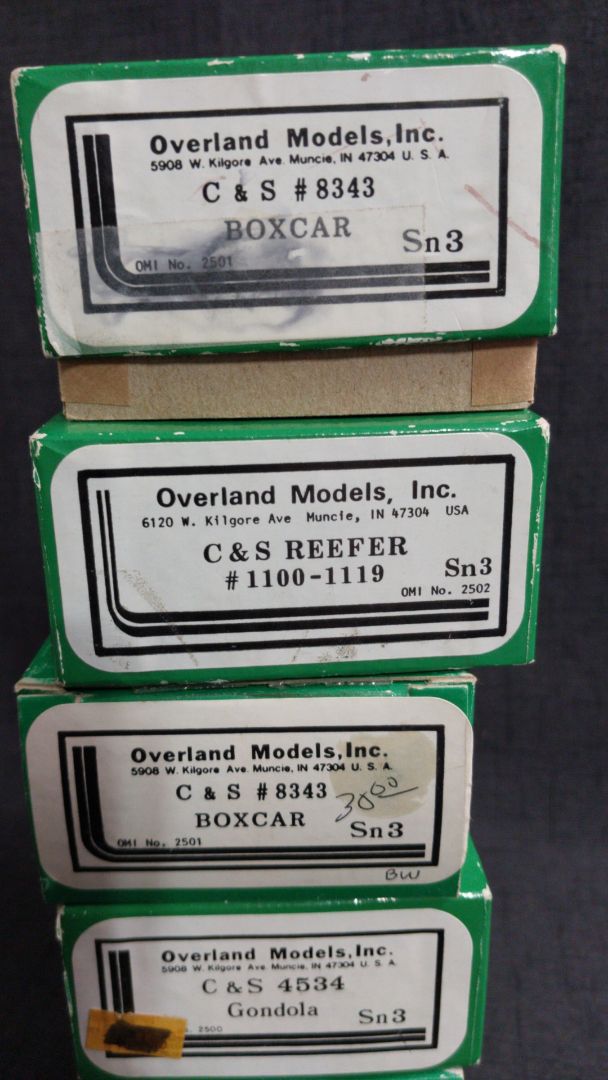 Overland Models,Inc.
5908 W. Kilgore Ave. Muncie, IN 47304 U. S. A.
C & S #8343
BOXCAR
Sn3
OMI No. 2501
Overland Models, Inc.
6120 W. Kilgore Ave Muncie, IN 47304 USA
C & S REEFER
#1100-1119
Sn3
OMI No. 2502
Overland Models,Inc.
5908 W. Kilgore Ave. Muncie, IN 47304 U. S. A.
C & S #8343
3000
BOXCAR
Sn3
OMI No. 2501
BW
Overland Models,Inc.
5908 W. Kilgore Ave. Muncie, IN 47304 U. S. A.
C & S 4534
Gondola
Sn3
2500